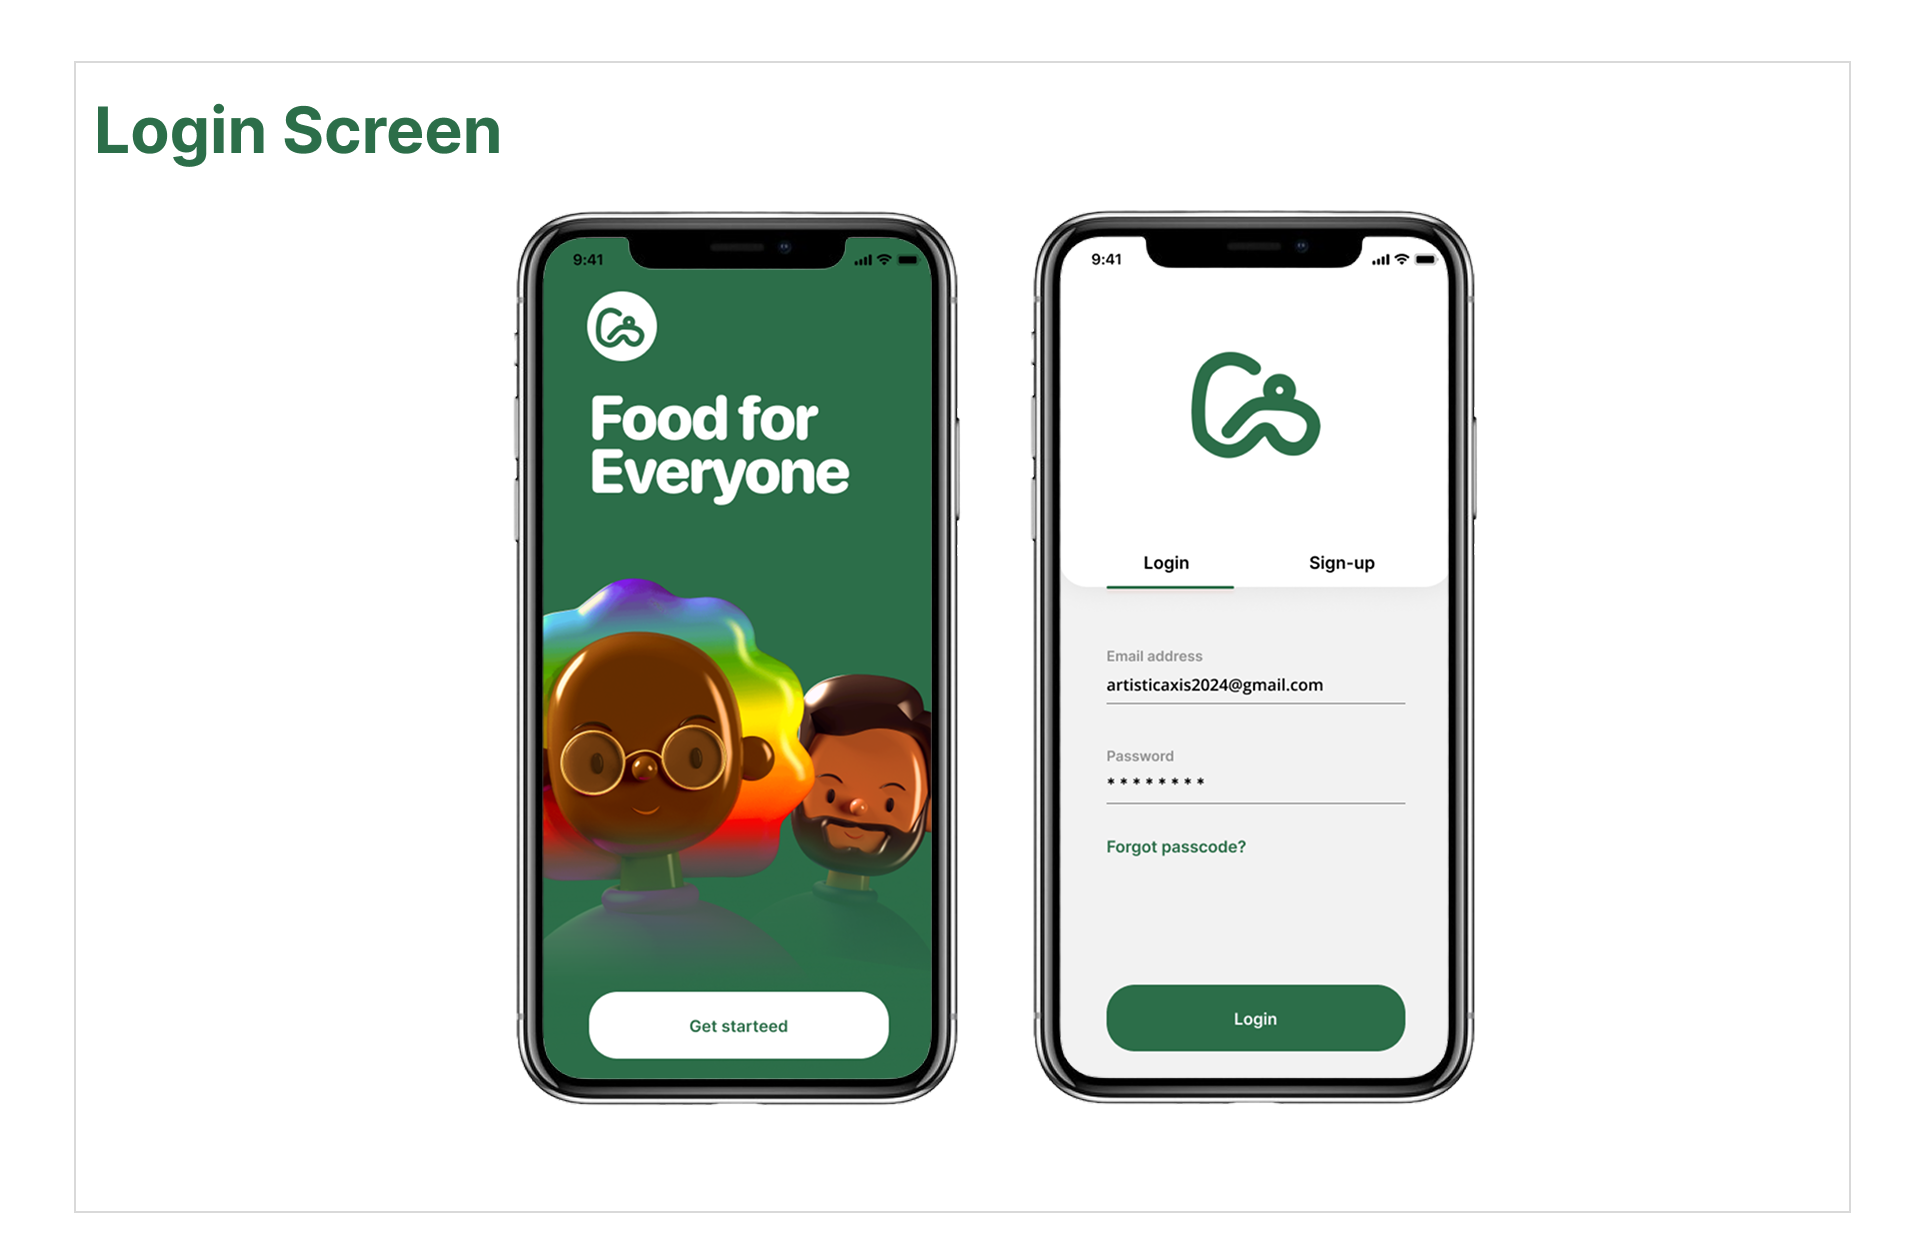 Login Screen
9:41
Food for
Everyone
Get starteed
9:41
Login Sign-up
Email address
artisticaxis2024@gmail.com
Password
********
Forgot passcode?
Login